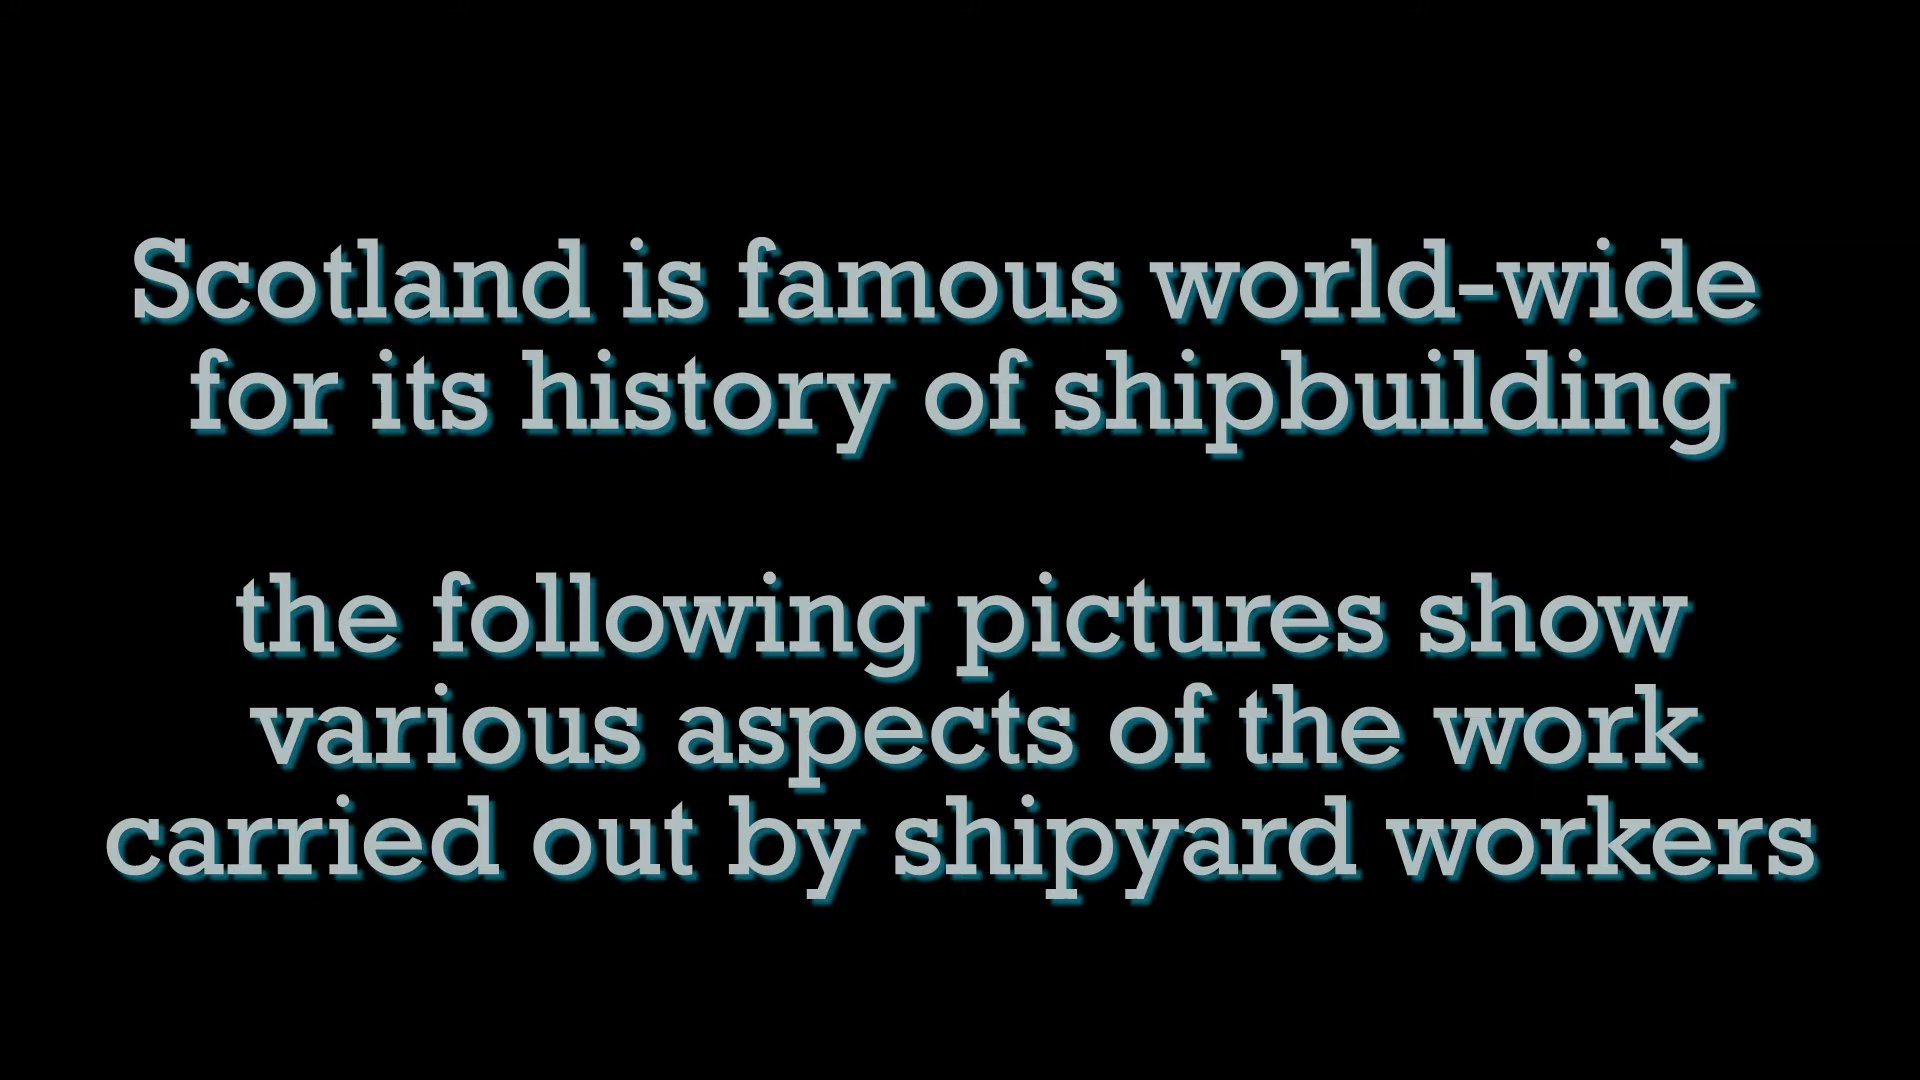 Scotland is famous world-wide
for its history of shipbuilding
the following pictures show
various aspects of the work
carried out by shipyard workers